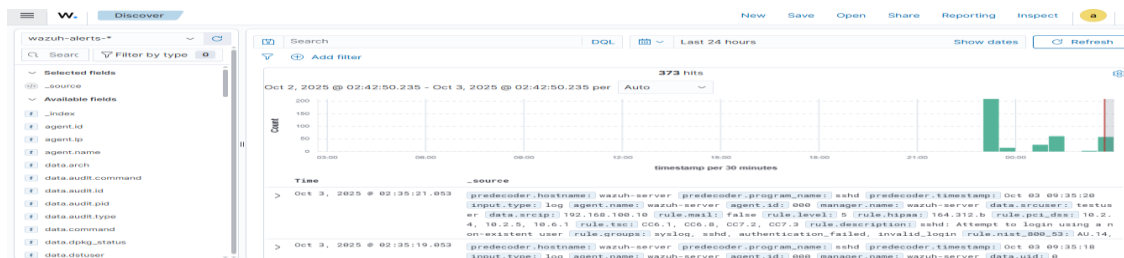 W. Discover New Save Open Share Reporting Inspect a
wazuh-alerts-*
Search DQL Last 24 hours Show dates Refresh
Searc Filter by type 0
Add filter
Selected fields
_source
Available fields
_index
agent.id
agent.ip
agent.name
data.arch
data.audit.command
data.audit.id
data.audit.pid
data.audit.type
data.command
data.dpkg_status
data.dstuser
373 hits
Oct 2, 2025 @ 02:42:50.235 - Oct 3, 2025 @ 02:42:50.235 per Auto
Count
200
150
100
50
0
03:00 06:00 09:00 12:00 15:00 18:00 21:00 00:00
timestamp per 30 minutes
Time _source
Oct 3, 2025 @ 02:35:21.053 predecoder.hostname: wazuh-server predecoder.program_name: sshd predecoder.timestamp: Oct 03 09:35:20
input.type: log agent.name: wazuh-server agent.id: 000 manager.name: wazuh-server data.srcuser: testus
er data.srcip: 192.168.100.10 rule.mail: false rule.level: 5 rule.hipaa: 164.312.b rule.pci_dss: 10.2.
4, 10.2.5, 10.6.1 rule.tsc: CC6.1, CC6.8, CC7.2, CC7.3 rule.description: sshd: Attempt to login using a n
on-existent user rule.groups: syslog, sshd, authentication_failed, invalid_login rule.nist_800_53: AU.14,
Oct 3, 2025 @ 02:35:19.053 predecoder.hostname: wazuh-server predecoder.program_name: sshd predecoder.timestamp: Oct 03 09:35:18
input.type: log agent.name: wazuh-server agent.id: 000 manager.name: wazuh-server data.uid: 0